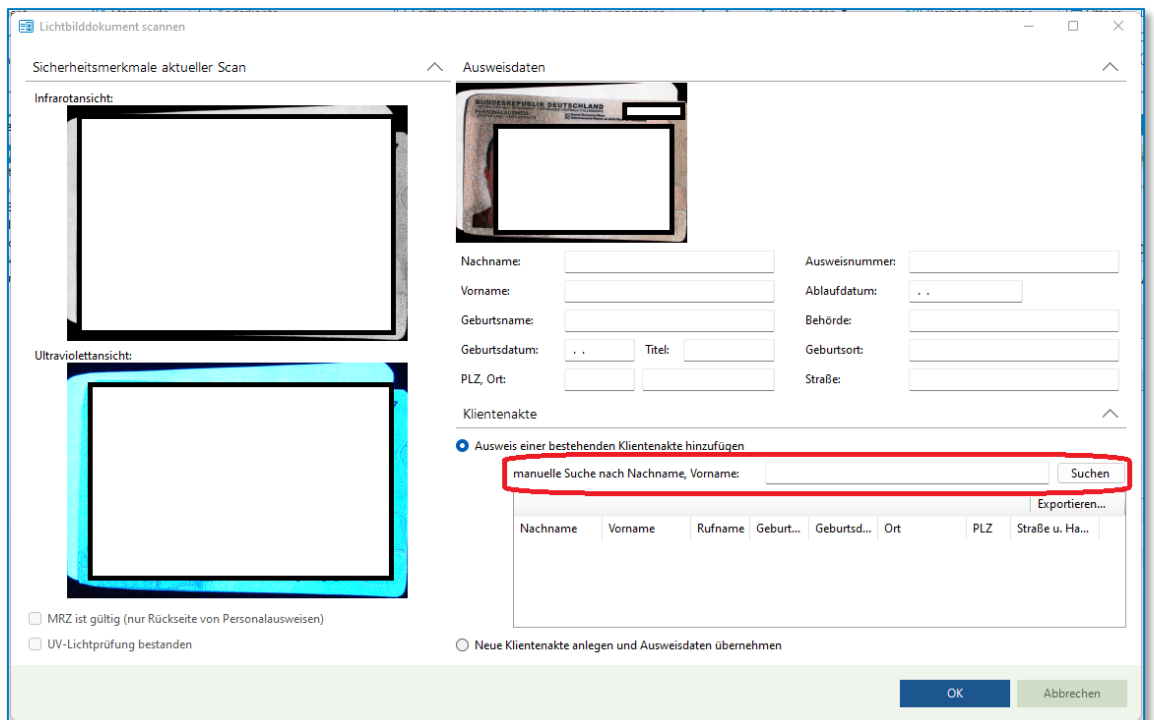 Lichtbilddokument scannen
Sicherheitsmerkmale aktueller Scan
Infrarotansicht:
Ultraviolettansicht:
MRZ ist gültig (nur Rückseite von Personalausweisen)
UV-Lichtprüfung bestanden
Ausweisdaten
BUNDESREPUBLIK DEUTSCHLAND
PERSONALAUSWEIS
Nachname:
Ausweisnummer:
Vorname:
Ablaufdatum: . .
Geburtsname:
Behörde:
Geburtsdatum: . . Titel:
Geburtsort:
PLZ, Ort:
Straße:
Klientenakte
Ausweis einer bestehenden Klientenakte hinzufügen
manuelle Suche nach Nachname, Vorname: Suchen
Exportieren...
Nachname Vorname Rufname Geburt... Geburtsd... Ort PLZ Straße u. Ha...
Neue Klientenakte anlegen und Ausweisdaten übernehmen
OK Abbrechen